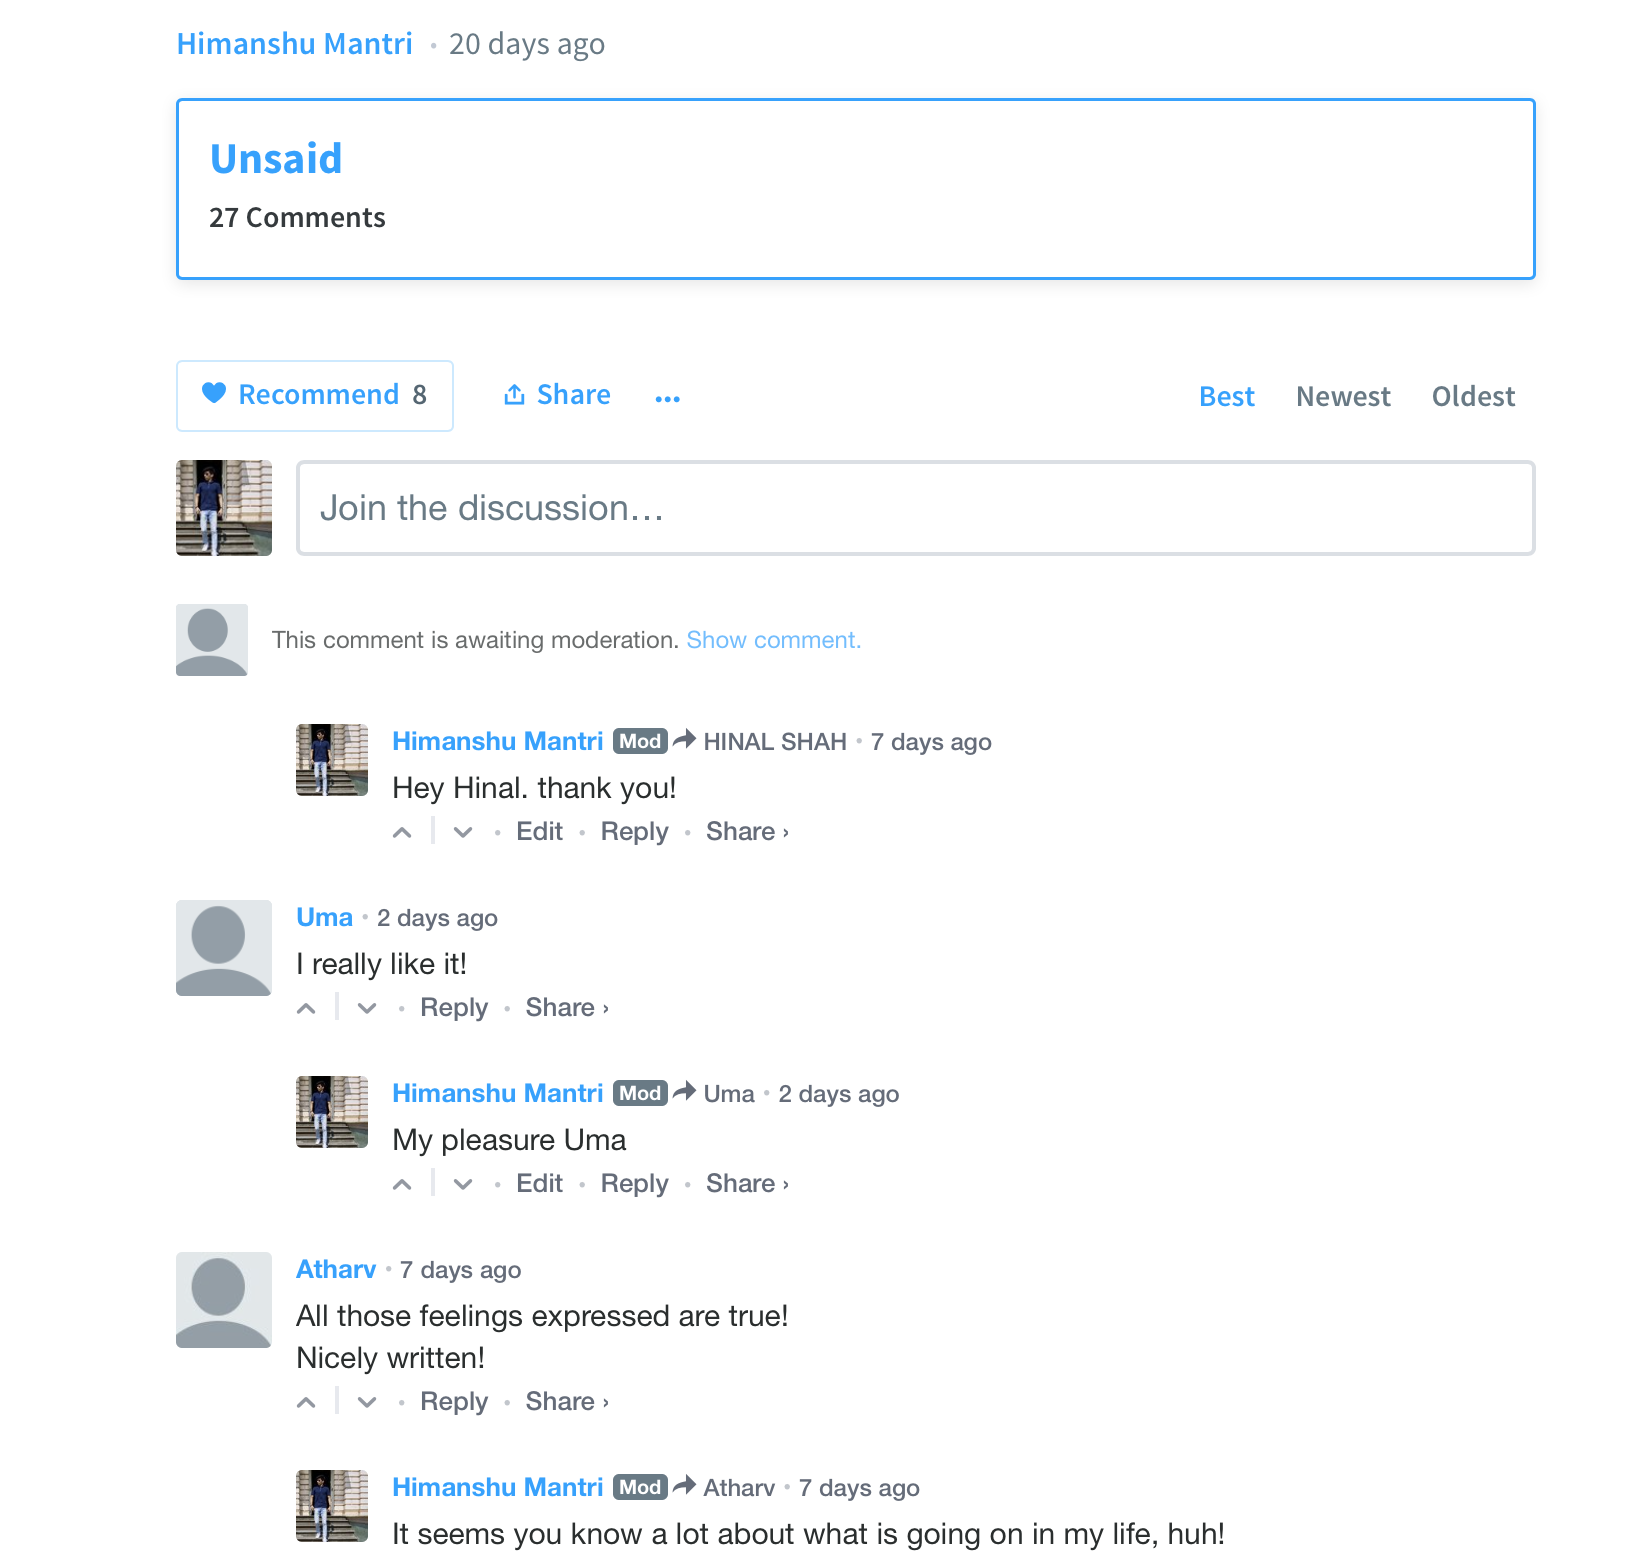 Himanshu Mantri • 20 days ago
Unsaid
27 Comments
Recommend 8 Share ... Best Newest Oldest
Join the discussion...
This comment is awaiting moderation. Show comment.
Himanshu Mantri Mod HINAL SHAH • 7 days ago
Hey Hinal. thank you!
• Edit • Reply • Share ›
Uma • 2 days ago
I really like it!
• Reply • Share ›
Himanshu Mantri Mod Uma • 2 days ago
My pleasure Uma
• Edit • Reply • Share ›
Atharv • 7 days ago
All those feelings expressed are true!
Nicely written!
• Reply • Share ›
Himanshu Mantri Mod Atharv • 7 days ago
It seems you know a lot about what is going on in my life, huh!